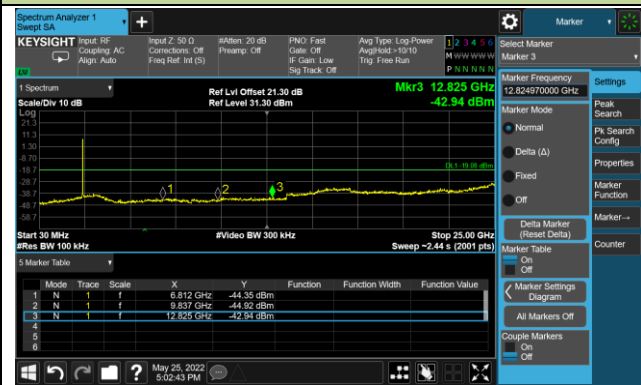 Spectrum Analyzer 1
Swept SA
KEYSIGHT
Input: RF
Coupling: AC
Align: Auto
Input Z: 50 Ω
Corrections: Off
Freq Ref: Int (S)
#Atten: 20 dB
Preamp: Off
PNO: Fast
Gate: Off
IF Gain: Low
Sig Track: Off
Avg Type: Log-Power
Avg|Hold:>10/10
Trig: Free Run
1 2 3 4 5 6
M W W W W W
P N N N N N
1 Spectrum
Scale/Div 10 dB
Ref Lvl Offset 21.30 dB
Ref Level 31.30 dBm
Mkr3 12.825 GHz
-42.94 dBm
Log
21.3
11.3
1.30
-8.70
-18.7
-28.7
-38.7
-48.7
-58.7
DL1 -19.06 dBm
1
2
3
Start 30 MHz
#Res BW 100 kHz
#Video BW 300 kHz
Stop 25.00 GHz
Sweep ~2.44 s (2001 pts)
5 Marker Table
Mode Trace Scale X Y Function Function Width Function Value
1 N 1 f 6.812 GHz -44.35 dBm
2 N 1 f 9.837 GHz -44.92 dBm
3 N 1 f 12.825 GHz -42.94 dBm
4
5
6
May 25, 2022
5:02:43 PM
Marker
Select Marker
Marker 3
Marker Frequency
12.824970000 GHz
Marker Mode
Normal
Delta (Δ)
Fixed
Off
Delta Marker
(Reset Delta)
Marker Table
On
Off
Marker Settings
Diagram
All Markers Off
Couple Markers
On
Off
Settings
Peak
Search
Pk Search
Config
Properties
Marker
Function
Marker→
Counter